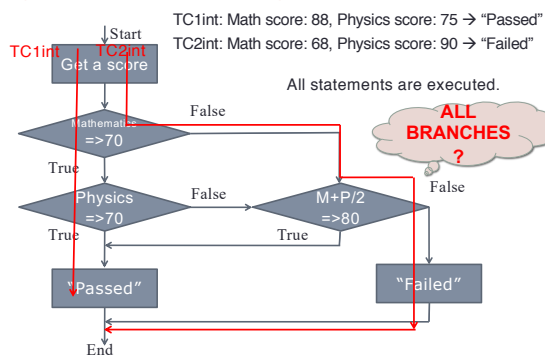 TC1int: Math score: 88, Physics score: 75 → “Passed”
TC2int: Math score: 68, Physics score: 90 → “Failed”
Start
TC1int
TC2int
Get a score
All statements are executed.
ALL
BRANCHES
?
False
Mathematics
=>70
True
False
Physics
=>70
False
M+P/2
=>80
True
True
“Passed”
“Failed”
End